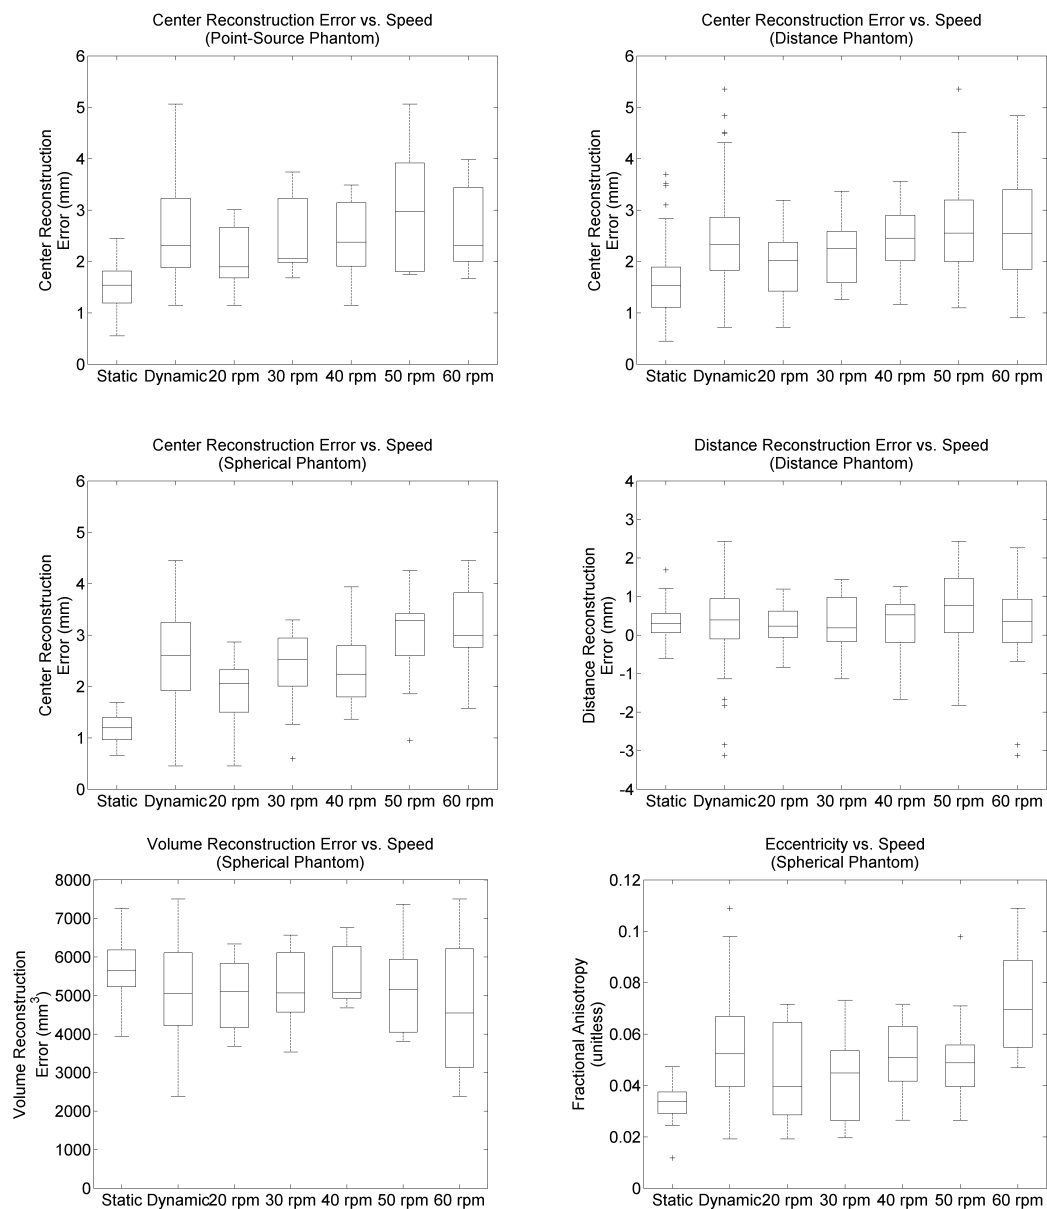 Center Reconstruction Error vs. Speed
(Point-Source Phantom)
Center Reconstruction
Error (mm)
6
5
4
3
2
1
0
Static Dynamic 20 rpm 30 rpm 40 rpm 50 rpm 60 rpm
Center Reconstruction Error vs. Speed
(Distance Phantom)
Center Reconstruction
Error (mm)
6
5
4
3
2
1
0
Static Dynamic 20 rpm 30 rpm 40 rpm 50 rpm 60 rpm
Center Reconstruction Error vs. Speed
(Spherical Phantom)
Center Reconstruction
Error (mm)
6
5
4
3
2
1
0
Static Dynamic 20 rpm 30 rpm 40 rpm 50 rpm 60 rpm
Distance Reconstruction Error vs. Speed
(Distance Phantom)
Distance Reconstruction
Error (mm)
4
3
2
1
0
-1
-2
-3
-4
Static Dynamic 20 rpm 30 rpm 40 rpm 50 rpm 60 rpm
Volume Reconstruction Error vs. Speed
(Spherical Phantom)
Volume Reconstruction
Error (mm³)
8000
7000
6000
5000
4000
3000
2000
1000
0
Static Dynamic 20 rpm 30 rpm 40 rpm 50 rpm 60 rpm
Eccentricity vs. Speed
(Spherical Phantom)
Fractional Anisotropy
(unitless)
0.12
0.1
0.08
0.06
0.04
0.02
0
Static Dynamic 20 rpm 30 rpm 40 rpm 50 rpm 60 rpm